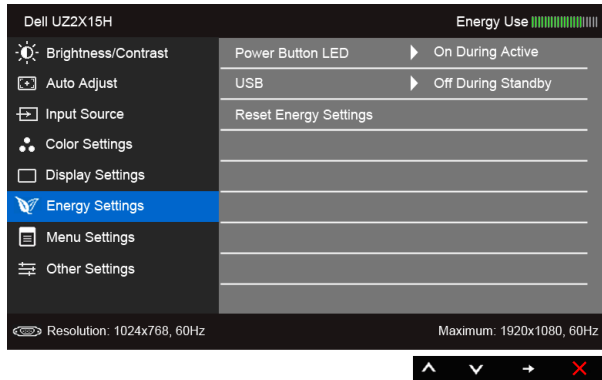 Dell UZ2X15H Energy Use
Brightness/Contrast Power Button LED On During Active
Auto Adjust USB Off During Standby
Input Source Reset Energy Settings
Color Settings
Display Settings
Energy Settings
Menu Settings
Other Settings
Resolution: 1024x768, 60Hz Maximum: 1920x1080, 60Hz